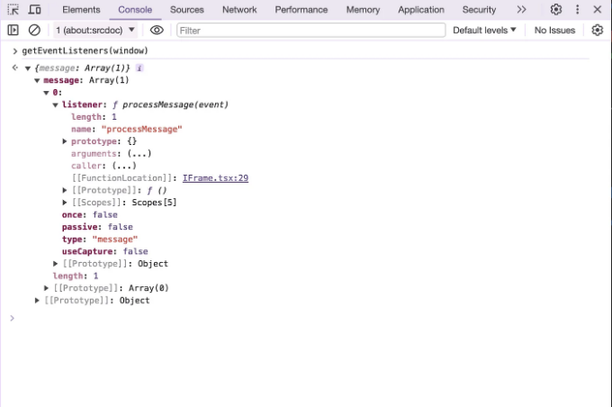 Elements Console Sources Network Performance Memory Application Security
1 (about:srcdoc) Filter Default levels No Issues
getEventListeners(window)
{message: Array(1)} i
message: Array(1)
0:
listener: ƒ processMessage(event)
length: 1
name: "processMessage"
prototype: {}
arguments: (...)
caller: (...)
[[FunctionLocation]]: IFrame.tsx:29
[[Prototype]]: ƒ ()
[[Scopes]]: Scopes[5]
once: false
passive: false
type: "message"
useCapture: false
[[Prototype]]: Object
length: 1
[[Prototype]]: Array(0)
[[Prototype]]: Object